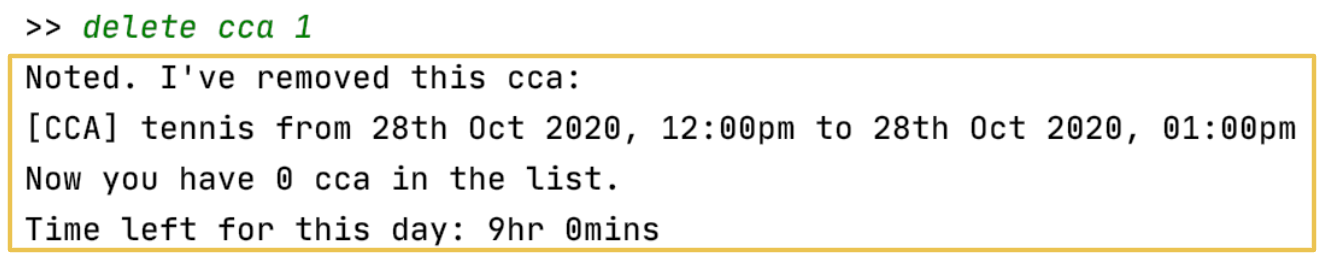 >> delete cca 1
Noted. I've removed this cca:
[CCA] tennis from 28th Oct 2020, 12:00pm to 28th Oct 2020, 01:00pm
Now you have 0 cca in the list.
Time left for this day: 9hr 0mins